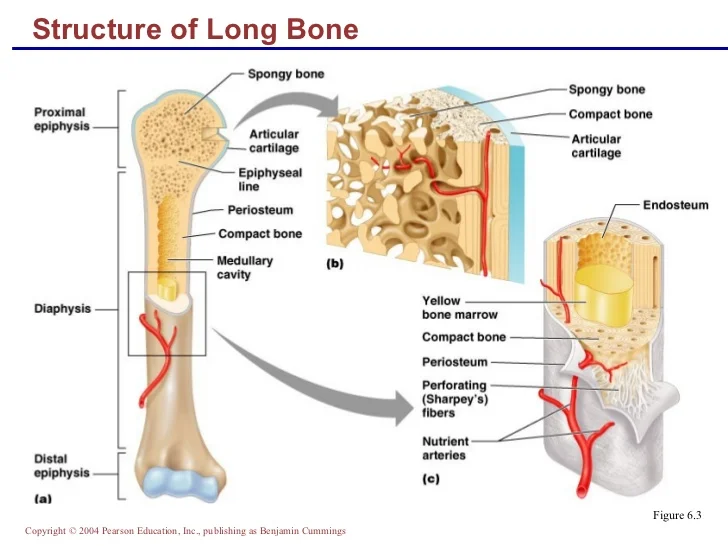 Structure of Long Bone
Spongy bone
Proximal
epiphysis
Articular
cartilage
Epiphyseal
line
Periosteum
Compact bone
Medullary
cavity
Diaphysis
Distal
epiphysis
(a)
Spongy bone
Compact bone
Articular
cartilage
(b)
Endosteum
Yellow
bone marrow
Compact bone
Periosteum
Perforating
(Sharpey's)
fibers
Nutrient
arteries
(c)
Figure 6.3
Copyright © 2004 Pearson Education, Inc., publishing as Benjamin Cummings